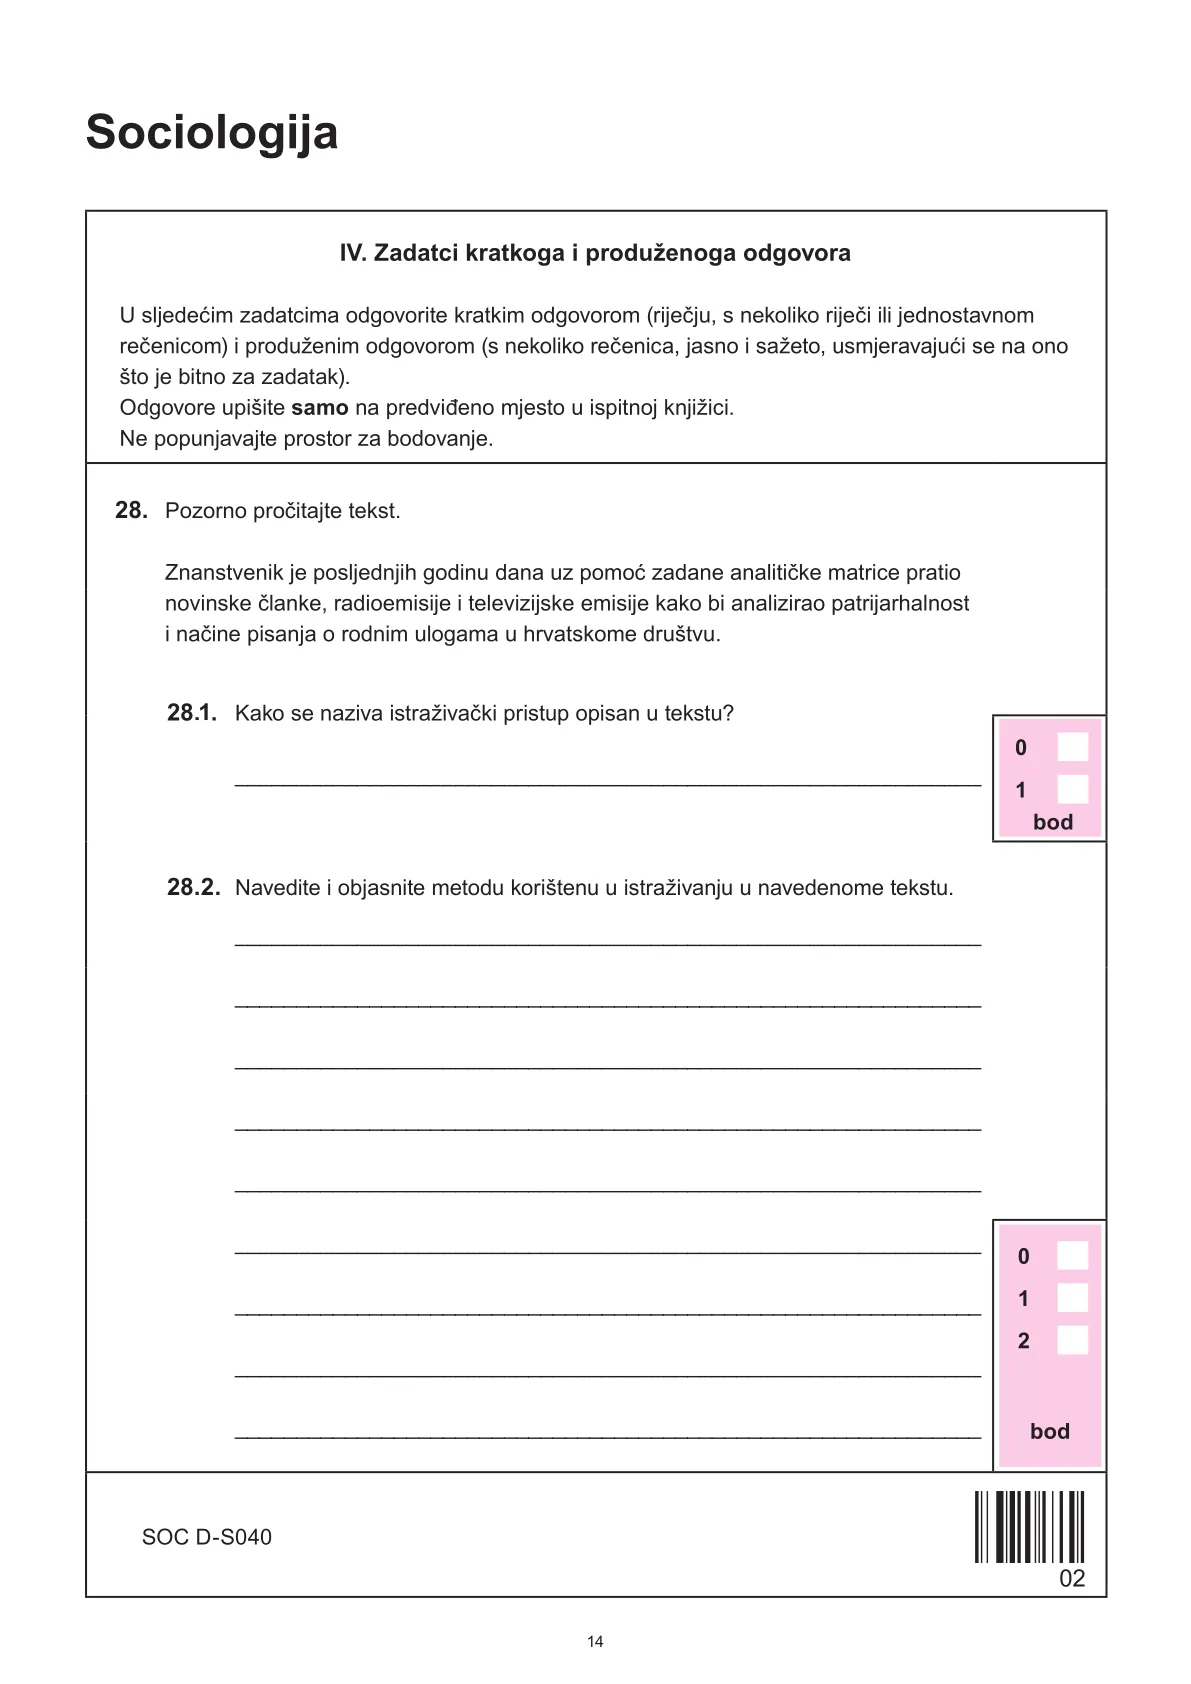 Sociologija
IV. Zadatci kratkoga i produženoga odgovora
U sljedećim zadatcima odgovorite kratkim odgovorom (riječju, s nekoliko riječi ili jednostavnom
rečenicom) i produženim odgovorom (s nekoliko rečenica, jasno i sažeto, usmjeravajući se na ono
što je bitno za zadatak).
Odgovore upišite samo na predviđeno mjesto u ispitnoj knjižici.
Ne popunjavajte prostor za bodovanje.
28. Pozorno pročitajte tekst.
Znanstvenik je posljednjih godinu dana uz pomoć zadane analitičke matrice pratio
novinske članke, radioemisije i televizijske emisije kako bi analizirao patrijarhalnost
i načine pisanja o rodnim ulogama u hrvatskome društvu.
28.1. Kako se naziva istraživački pristup opisan u tekstu?
0
1
bod
28.2. Navedite i objasnite metodu korištenu u istraživanju u navedenome tekstu.
0
1
2
bod
SOC D-S040
02
14